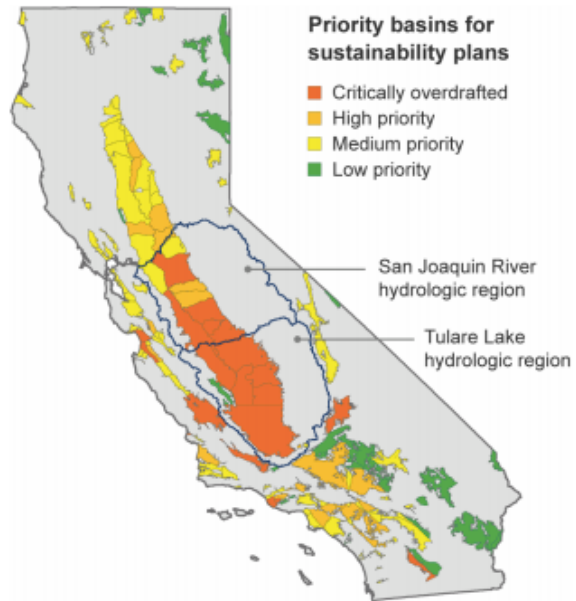 Priority basins for
sustainability plans
Critically overdrafted
High priority
Medium priority
Low priority
San Joaquin River
hydrologic region
Tulare Lake
hydrologic region